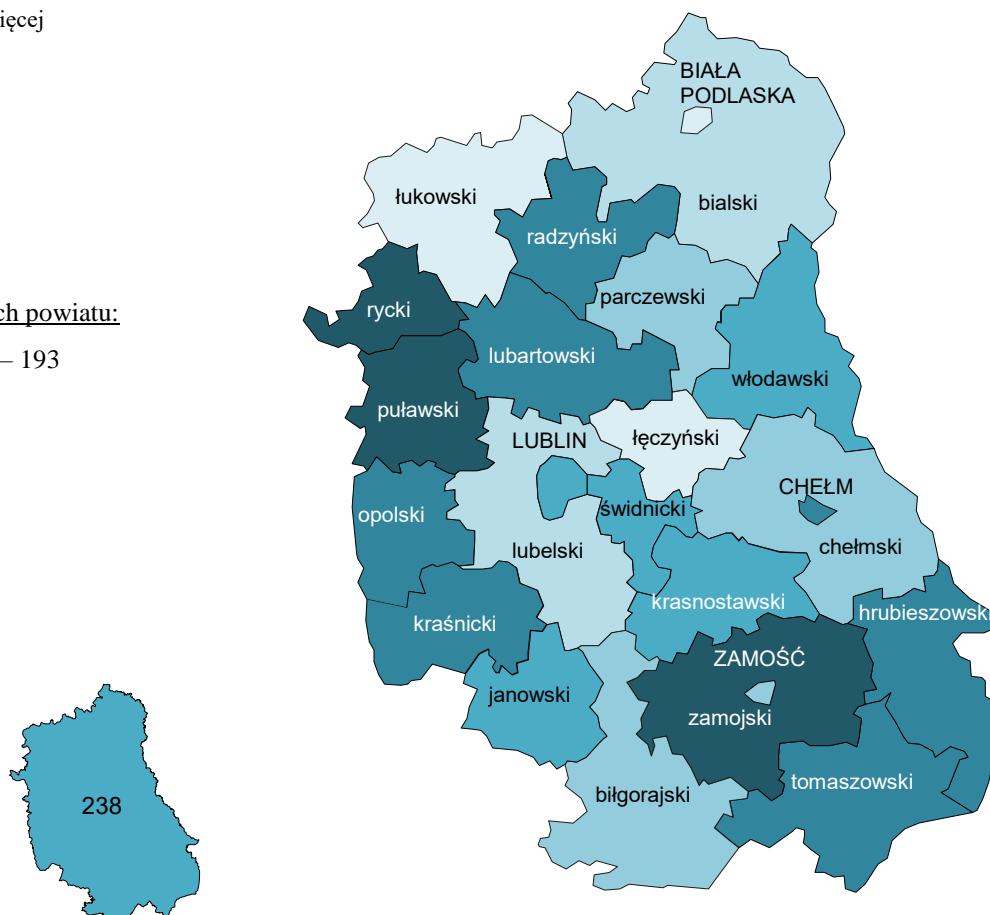 ięcej
BIAŁA
PODLASKA
łukowski
bialski
radzyński
parczewski
rycki
ch powiatu:
lubartowski
– 193
włodawski
puławski
LUBLIN
łęczyński
CHEŁM
świdnicki
opolski
chełmski
lubelski
krasnostawski
hrubieszowski
kraśnicki
ZAMOŚĆ
janowski
zamojski
tomaszowski
biłgorajski
238